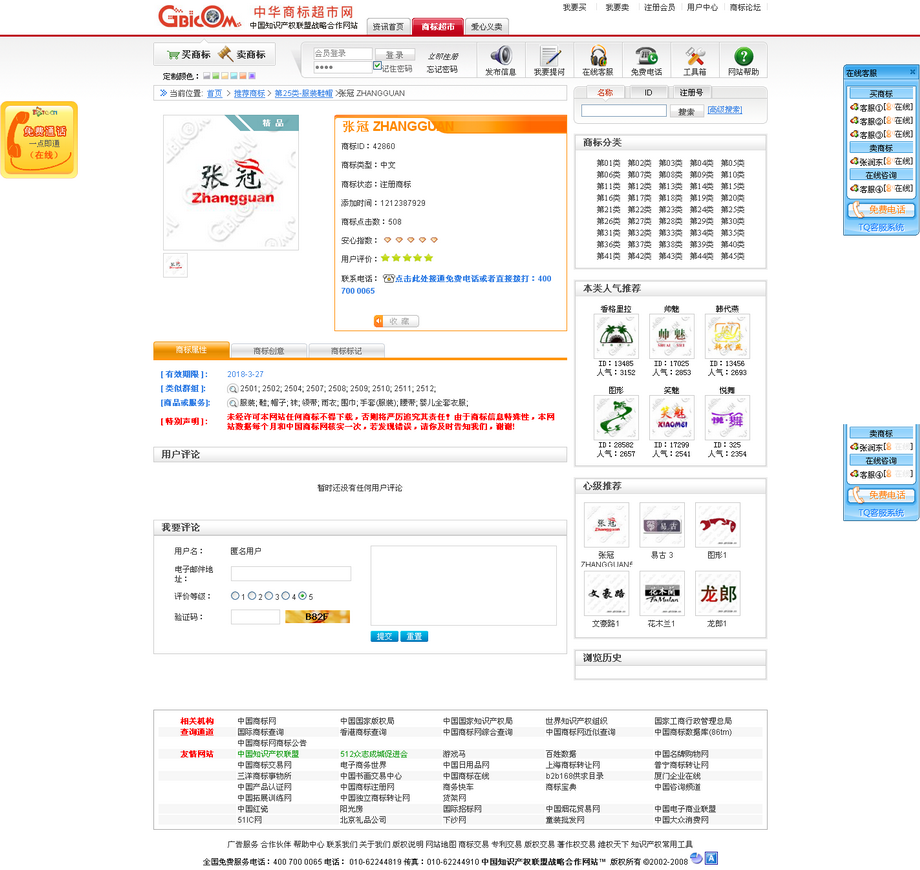 GBICOM
中华商标超市网
中国知识产权联盟战略合作网站
我要买 我要卖 注册会员 用户中心 商标论坛
资讯首页 商标超市 爱心义卖
买商标 卖商标
定制颜色：
会员登录 登 录 立即注册
记住密码 忘记密码
发布信息 我要提问 在线客服 免费电话 工具箱 网站帮助
当前位置: 首页 > 推荐商标 > 第25类-服装鞋帽 >张冠 ZHANGGUAN
名称 ID 注册号
搜索 [高级搜索]
免费通话
一点即通
(在线)
精 品
张冠
Zhangguan
张冠 ZHANGGUAN
商标ID：42860
商标类型：中文
商标状态：注册商标
添加时间：1212387929
商标点击数：508
安心指数：
用户评价：
联系电话： 点击此处接通免费电话或者直接拨打：400
700 0065
收 藏
商标属性 商标创意 商标标记
[ 有效期限 ]： 2018-3-27
[ 类似群组 ]： 2501; 2502; 2504; 2507; 2508; 2509; 2510; 2511; 2512;
[商品或服务]： 服装; 鞋; 帽子; 袜; 领带; 雨衣; 围巾; 手套(服装); 腰带; 婴儿全套衣服;
[ 特别声明 ]： 未经许可本网站任何商标不得下载，否则将严厉追究其责任！由于商标信息特殊性，本网
站数据每个月和中国商标网核实一次，若发现错误，请你及时告知我们，谢谢!
用户评论
暂时还没有任何用户评论
我要评论
用户名： 匿名用户
电子邮件地
址：
评价等级： 1 2 3 4 5
验证码： B82F
提交 重置
商标分类
第01类 第02类 第03类 第04类 第05类
第06类 第07类 第08类 第09类 第10类
第11类 第12类 第13类 第14类 第15类
第16类 第17类 第18类 第19类 第20类
第21类 第22类 第23类 第24类 第25类
第26类 第27类 第28类 第29类 第30类
第31类 第32类 第33类 第34类 第35类
第36类 第37类 第38类 第39类 第40类
第41类 第42类 第43类 第44类 第45类
本类人气推荐
香格里拉 帅魅 韩代燕
ID：13485 ID：17025 ID：13456
人气：3152 人气：2853 人气：2693
图形 笑魅 悦舞
ID：28582 ID：17299 ID：325
人气：2657 人气：2541 人气：2354
心级推荐
张冠 易古 3 图形1
ZHANGGUAN5
文豪路1 花木兰1 龙郎1
浏览历史
在线客服
买商标
客服①[在线]
客服②[在线]
客服③[在线]
卖商标
张润东[在线]
在线咨询
客服④[在线]
免费电话
TQ客服系统
卖商标
张润东[在线]
在线咨询
客服④[在线]
免费电话
TQ客服系统
相关机构 中国商标网 中国国家版权局 中国国家知识产权局 世界知识产权组织 国家工商行政管理总局
查询通道 国际商标查询 香港商标查询 中国商标网综合查询 中国商标网近似查询 中国商标数据库(86tm)
中国商标网商标公告
友情网站 中国知识产权联盟 512众志成城促进会 游戏马 百姓数据 中国名牌购物网
中国商标交易网 电子商务世界 中国日用品网 上海商标转让网 普宁商标转让网
三洋商标事物所 中国书画交易中心 中国商标在线 b2b168供求目录 厦门企业在线
中国产品认证网 中国商标注册网 商务快车 商标宝典 中国咨询频道
中国拓展训练网 中国独立商标转让网 货架网
中国红瓷 阳光房 国际招标网 中国烟花贸易网 中国电子商业联盟
51IC网 北京礼品公司 下沙网 童装批发网 中国大众消费网
广告服务 合作伙伴 帮助中心 联系我们 关于我们 版权说明 网站地图 商标交易 专利交易 版权交易 著作权交易 维权天下 知识产权常用工具
全国免费服务电话：400 700 0065 电话： 010-62244819 传真：010-62244910 中国知识产权联盟战略合作网站™ 版权所有 ©2002-2008